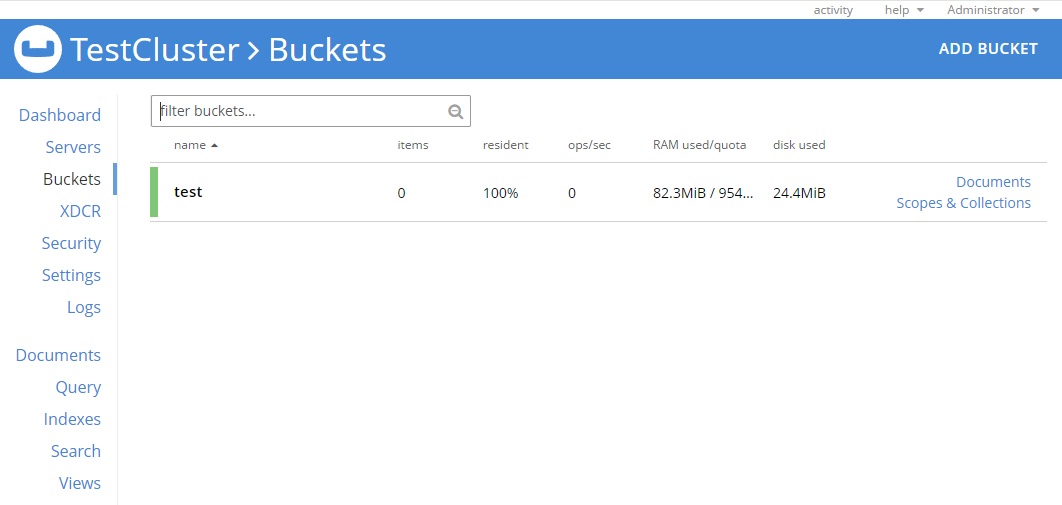 activity help Administrator
TestCluster > Buckets ADD BUCKET
filter buckets...
Dashboard
Servers
Buckets
XDCR
Security
Settings
Logs
Documents
Query
Indexes
Search
Views
name items resident ops/sec RAM used/quota disk used
test 0 100% 0 82.3MiB / 954... 24.4MiB
Documents
Scopes & Collections